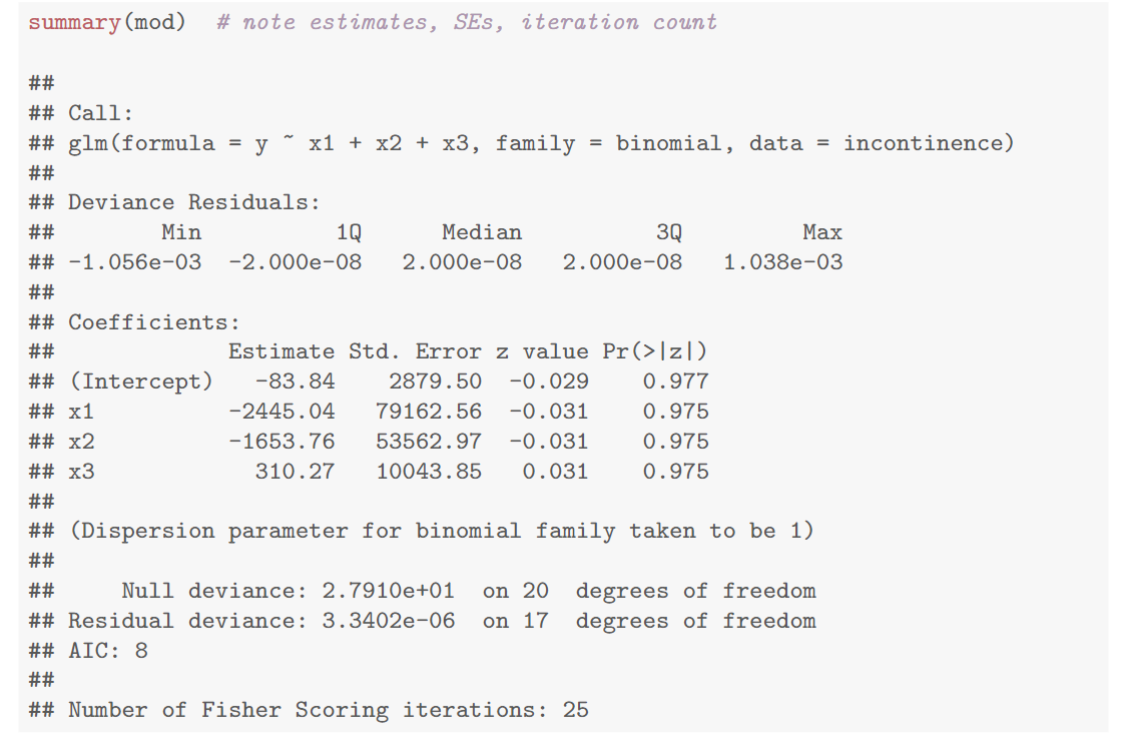 summary(mod)  # note estimates, SEs, iteration count
##
## Call:
## glm(formula = y ~ x1 + x2 + x3, family = binomial, data = incontinence)
##
## Deviance Residuals:
##        Min          1Q      Median          3Q         Max
## -1.056e-03  -2.000e-08   2.000e-08   2.000e-08   1.038e-03
##
## Coefficients:
##             Estimate Std. Error z value Pr(>|z|)
## (Intercept)   -83.84    2879.50  -0.029    0.977
## x1          -2445.04   79162.56  -0.031    0.975
## x2          -1653.76   53562.97  -0.031    0.975
## x3            310.27   10043.85   0.031    0.975
##
## (Dispersion parameter for binomial family taken to be 1)
##
##     Null deviance: 2.7910e+01  on 20  degrees of freedom
## Residual deviance: 3.3402e-06  on 17  degrees of freedom
## AIC: 8
##
## Number of Fisher Scoring iterations: 25